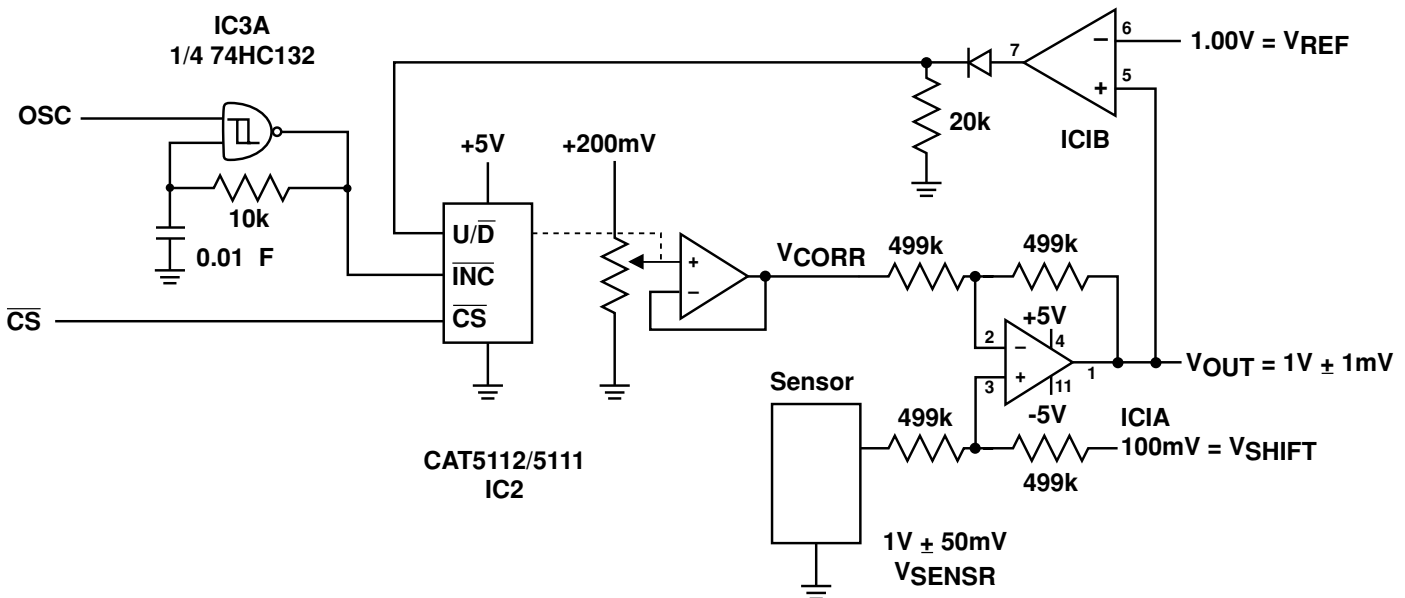 IC3A
1/4 74HC132
OSC
10k
0.01 F
CS
+5V
U/D
INC
CS
CAT5112/5111
IC2
+200mV
+
–
VCORR
20k
7
–
+
6
5
1.00V = VREF
ICIB
499k
499k
+5V
2
–
4
3
+
11
1
-5V
VOUT = 1V ± 1mV
Sensor
499k
499k
ICIA
100mV = VSHIFT
1V ± 50mV
VSENSR